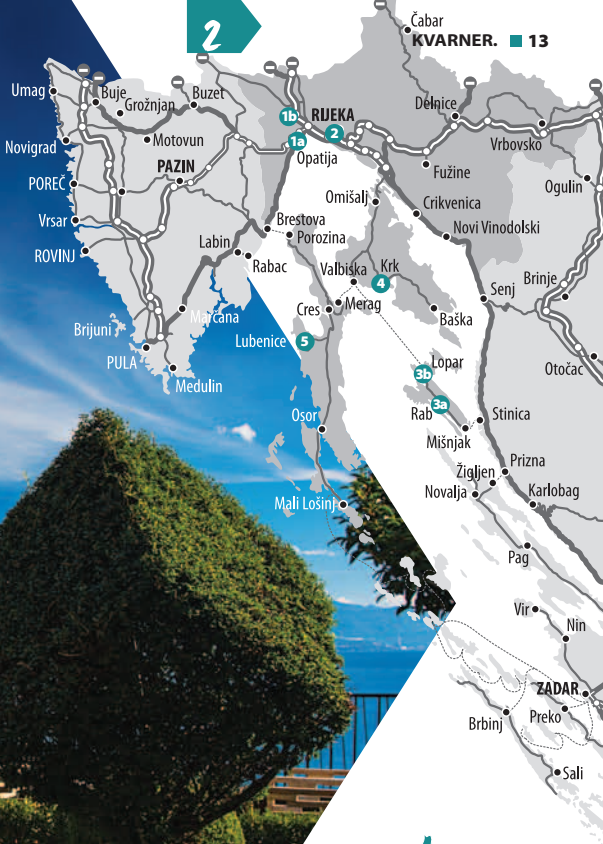 2
KVARNER. ■ 13
Čabar
Umag
Buje
Grožnjan
Buzet
1b
RIJEKA
2
Delnice
Vrbovsko
Novigrad
Motovun
1a
Opatija
PAZIN
Fužine
Ogulin
POREČ
Omišalj
Crikvenica
Vrsar
Brestova
Porozina
Novi Vinodolski
ROVINJ
Labin
Rabac
Valbiska
Krk
4
Brinje
Senj
Cres
Merag
Baška
Marčana
Brijuni
Lubenice
5
PULA
Otočac
Lopar
3b
Medulin
3a
Rab
Stinica
Osor
Mišnjak
Žigljen
Prizna
Novalja
Karlobag
Mali Lošinj
Pag
Vir
Nin
ZADAR
Brbinj
Preko
Sali